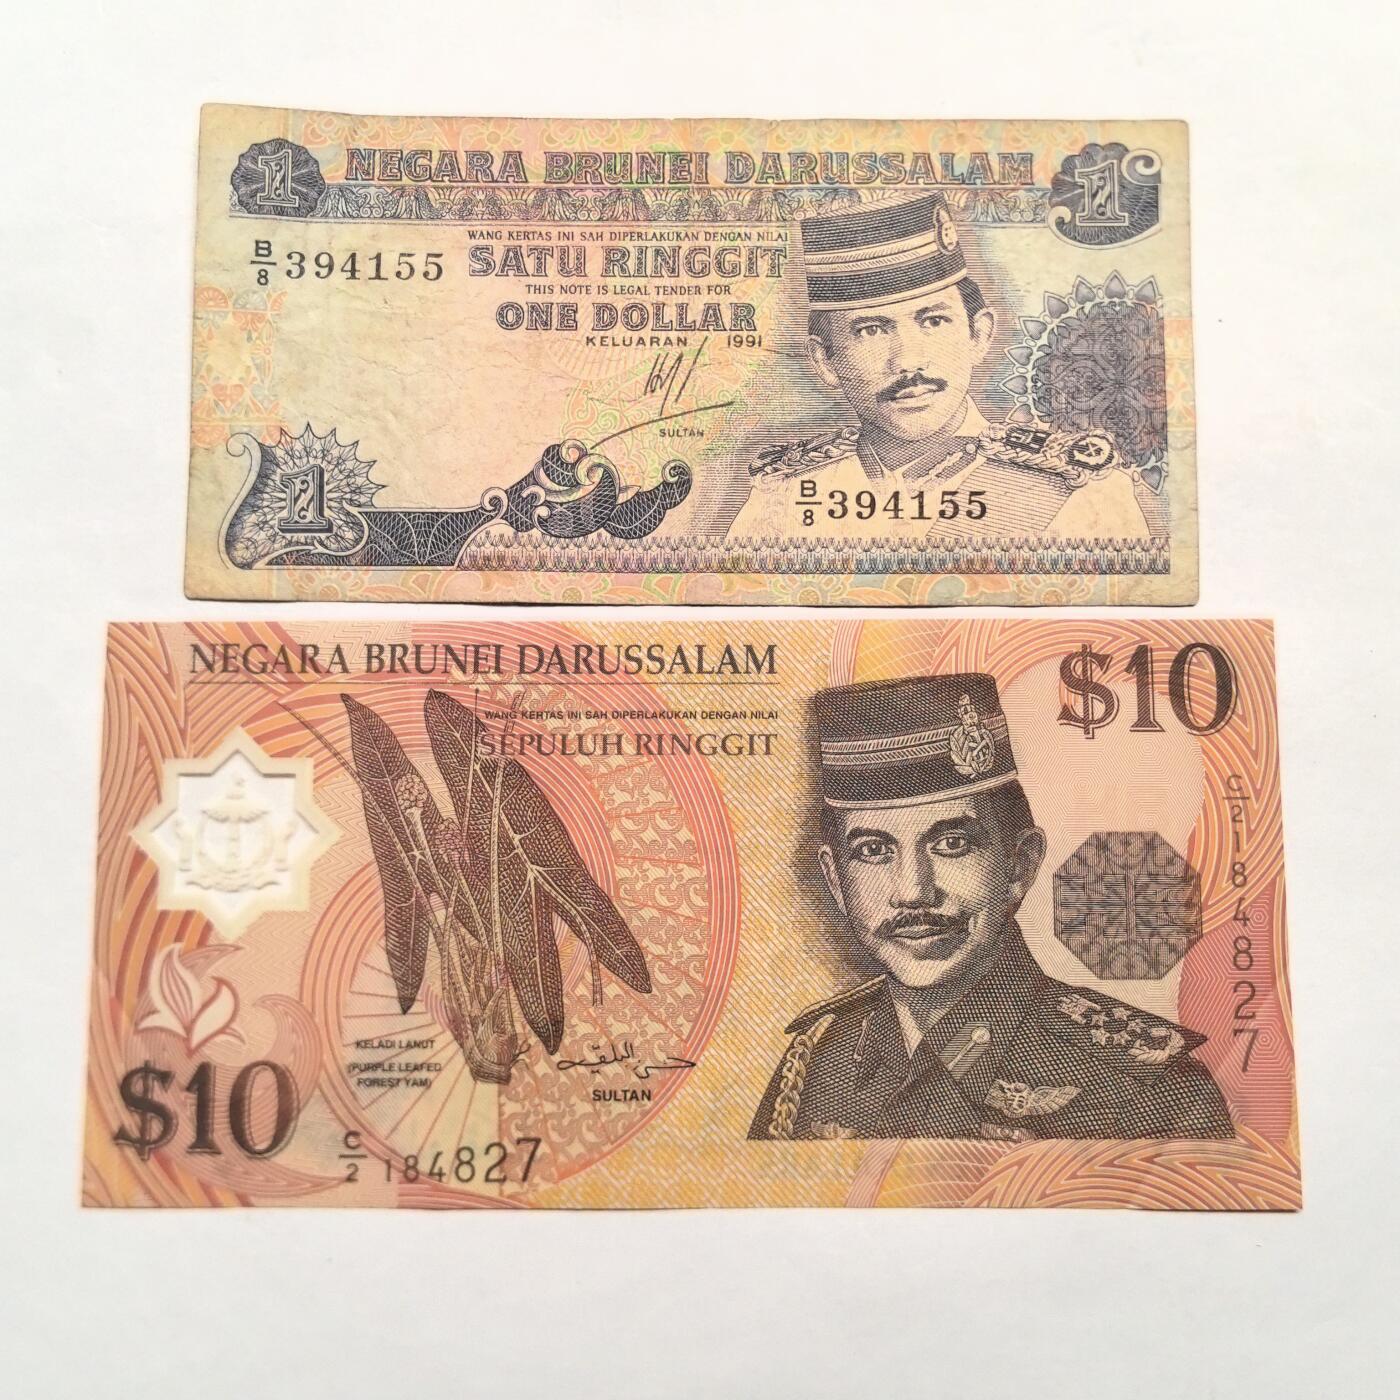 1 NEGARA BRUNEI DARUSSALAM 1
WANG KERTAS INI SAH DIPERLAKUKAN DENGAN NILAI
B/8 394155 SATU RINGGIT
THIS NOTE IS LEGAL TENDER FOR
ONE DOLLAR
KELUARAN 1991
SULTAN
1
B/8 394155
NEGARA BRUNEI DARUSSALAM
$10
WANG KERTAS INI SAH DIPERLAKUKAN DENGAN NILAI
SEPULUH RINGGIT
C/2 184827
KELADI LANUT
(PURPLE LEAFED
FOREST YAM)
SULTAN
$10
C/2 184827